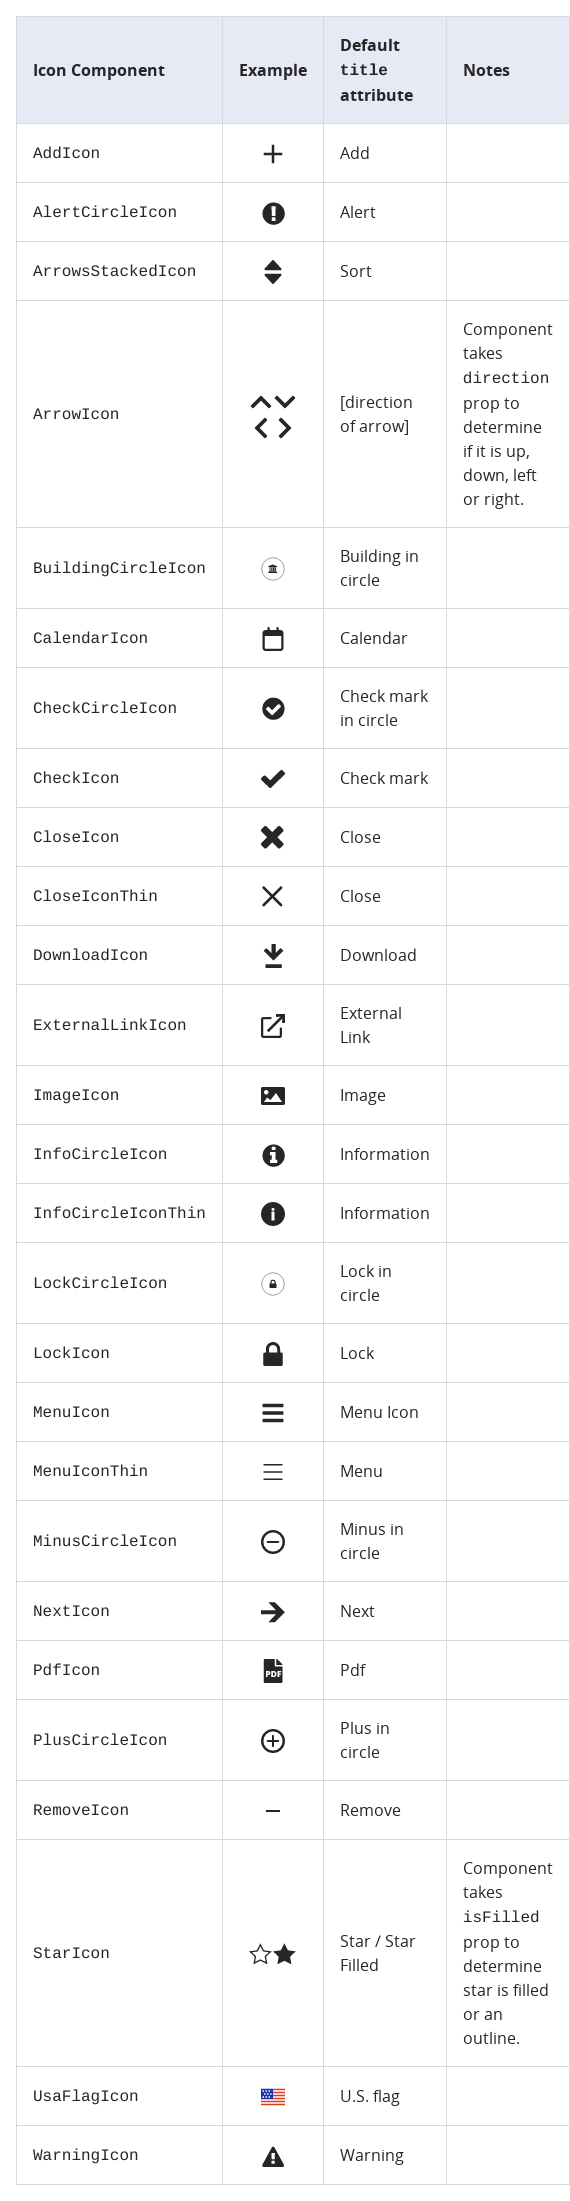 Icon Component
Example
Default
title
attribute
Notes
AddIcon
Add
AlertCircleIcon
Alert
ArrowsStackedIcon
Sort
ArrowIcon
[direction
of arrow]
Component
takes
direction
prop to
determine
if it is up,
down, left
or right.
BuildingCircleIcon
Building in
circle
CalendarIcon
Calendar
CheckCircleIcon
Check mark
in circle
CheckIcon
Check mark
CloseIcon
Close
CloseIconThin
Close
DownloadIcon
Download
ExternalLinkIcon
External
Link
ImageIcon
Image
InfoCircleIcon
Information
InfoCircleIconThin
Information
LockCircleIcon
Lock in
circle
LockIcon
Lock
MenuIcon
Menu Icon
MenuIconThin
Menu
MinusCircleIcon
Minus in
circle
NextIcon
Next
PdfIcon
PDF
Pdf
PlusCircleIcon
Plus in
circle
RemoveIcon
Remove
StarIcon
Star / Star
Filled
Component
takes
isFilled
prop to
determine
star is filled
or an
outline.
UsaFlagIcon
U.S. flag
WarningIcon
Warning